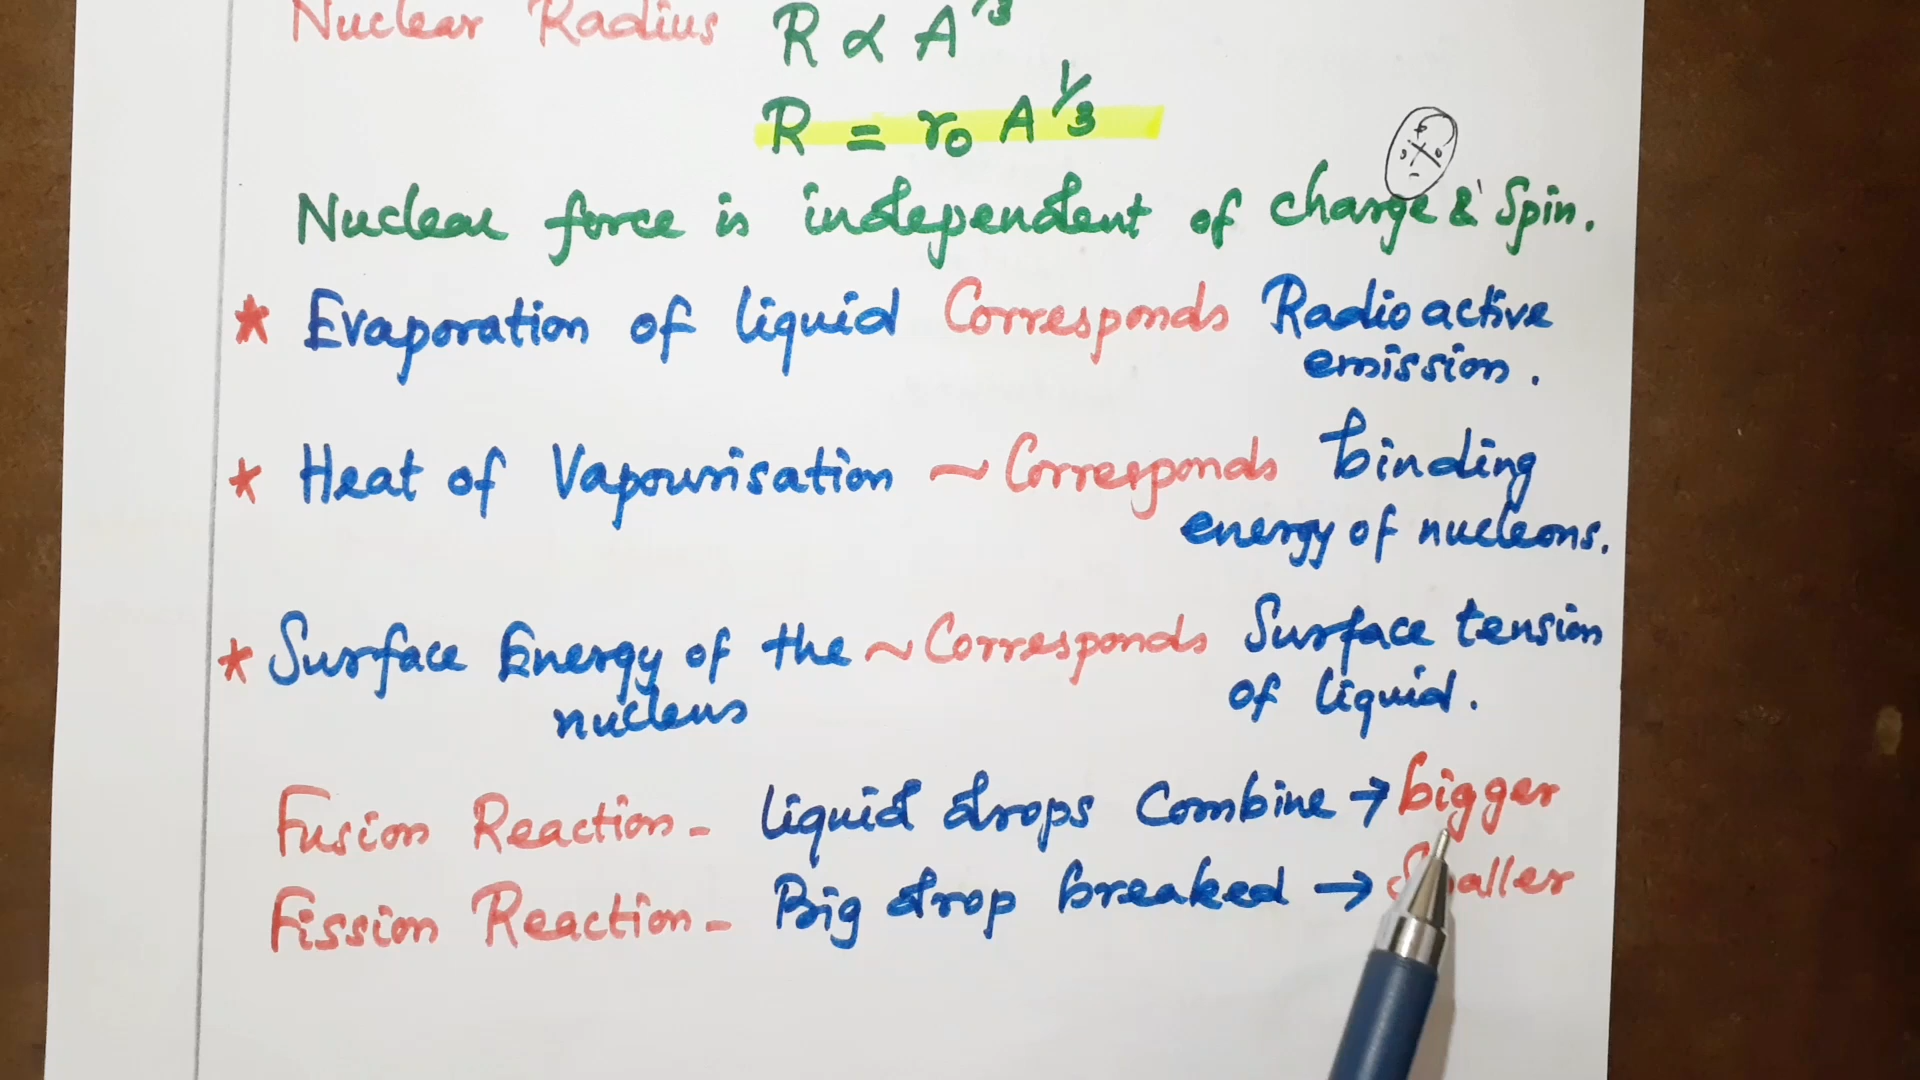 Nuclear Radius R ∝ A^1/3
R = r₀ A^1/3
Nuclear force is independent of charge & Spin.
* Evaporation of liquid Corresponds Radioactive
emission.
* Heat of Vapourisation ~ Corresponds binding
energy of nucleons.
* Surface Energy of the ~ Corresponds Surface tension
nucleus of liquid.
Fusion Reaction - liquid drops Combine → bigger
Fission Reaction - Big drop breaked → Smaller